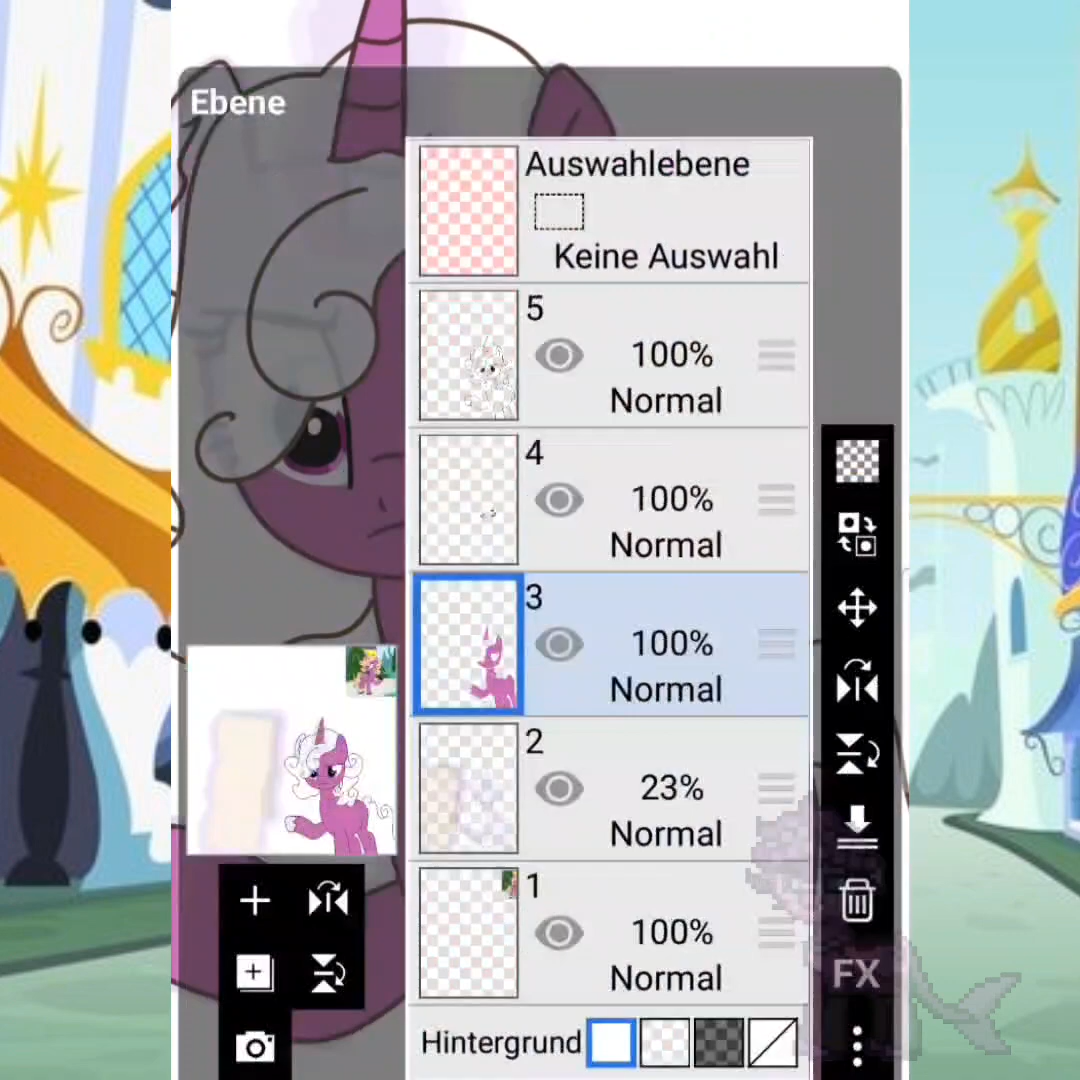 Ebene
Auswahlebene
Keine Auswahl
5
100%
Normal
4
100%
Normal
3
100%
Normal
2
23%
Normal
1
100%
Normal
Hintergrund
FX